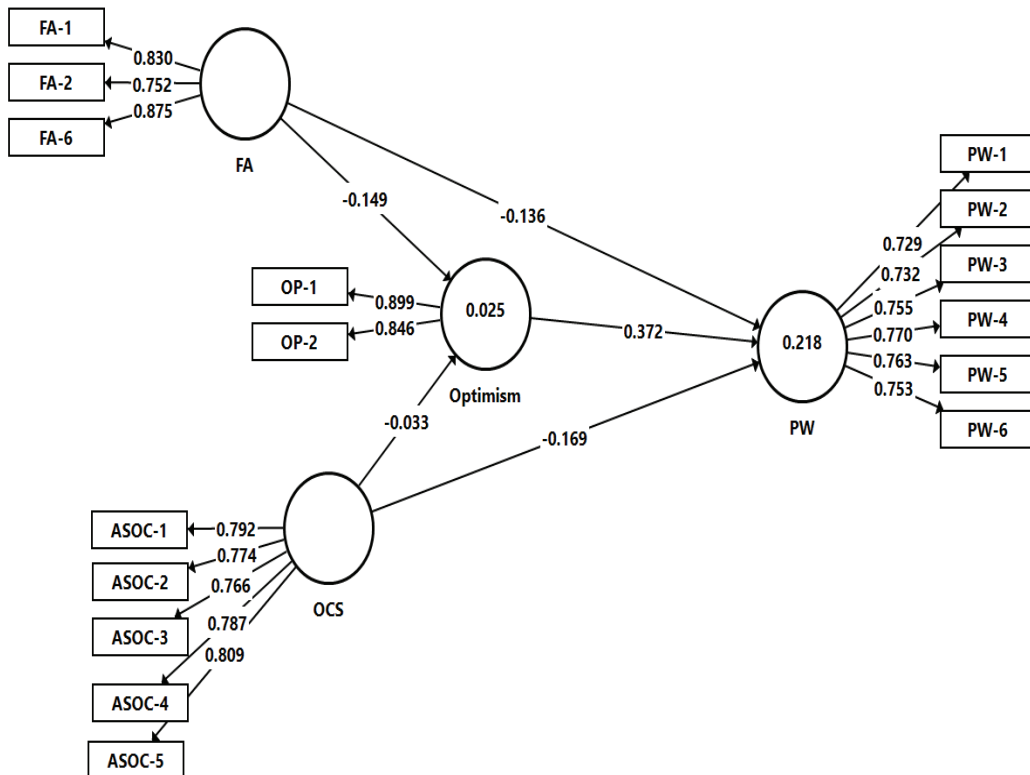 FA-1
0.830
FA-2
0.752
FA-6
0.875
FA
-0.149
-0.136
OP-1
0.899
OP-2
0.846
0.025
Optimism
0.372
-0.033
-0.169
0.218
PW
PW-1
0.729
PW-2
0.732
PW-3
0.755
PW-4
0.770
PW-5
0.763
PW-6
0.753
ASOC-1
0.792
ASOC-2
0.774
ASOC-3
0.766
ASOC-4
0.787
ASOC-5
0.809
OCS